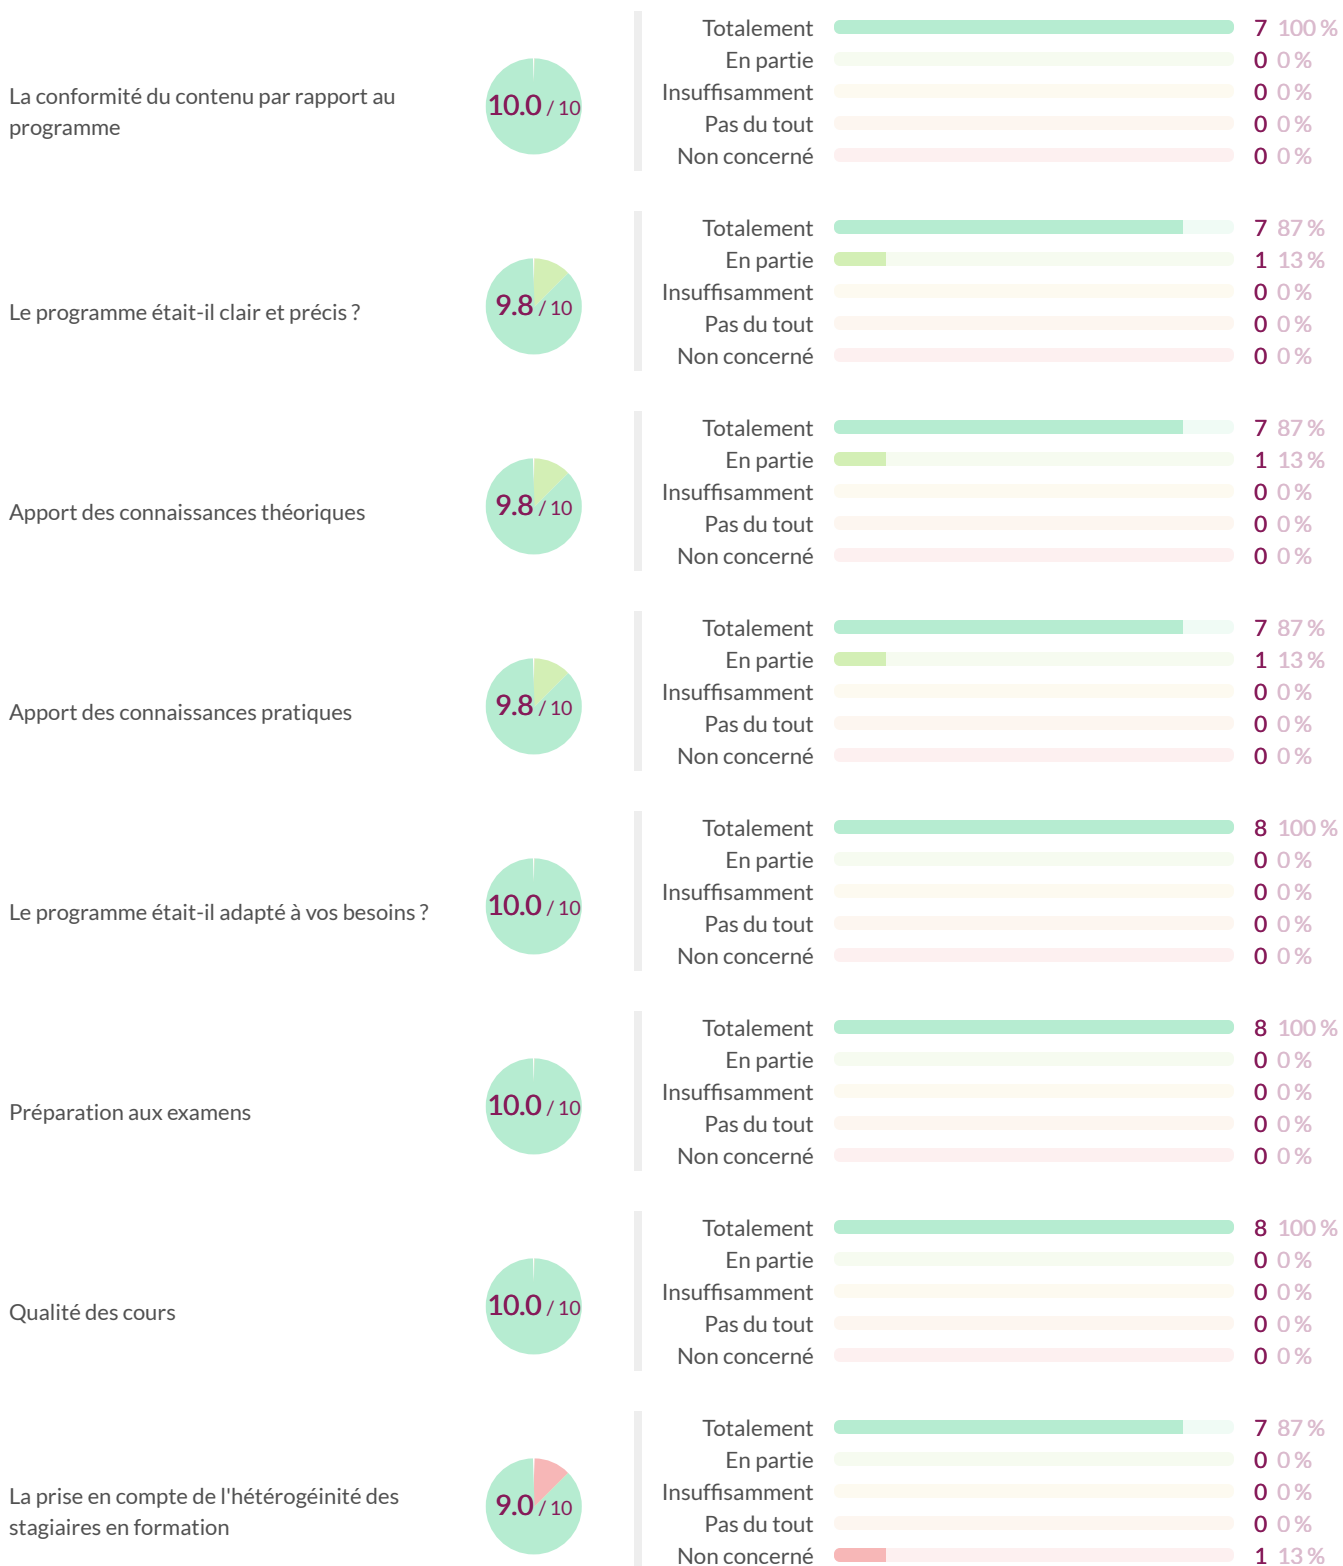 La conformité du contenu par rapport au
programme
10.0 / 10
Totalement 7 100 %
En partie 0 0 %
Insuffisamment 0 0 %
Pas du tout 0 0 %
Non concerné 0 0 %
Le programme était-il clair et précis ?
9.8 / 10
Totalement 7 87 %
En partie 1 13 %
Insuffisamment 0 0 %
Pas du tout 0 0 %
Non concerné 0 0 %
Apport des connaissances théoriques
9.8 / 10
Totalement 7 87 %
En partie 1 13 %
Insuffisamment 0 0 %
Pas du tout 0 0 %
Non concerné 0 0 %
Apport des connaissances pratiques
9.8 / 10
Totalement 7 87 %
En partie 1 13 %
Insuffisamment 0 0 %
Pas du tout 0 0 %
Non concerné 0 0 %
Le programme était-il adapté à vos besoins ?
10.0 / 10
Totalement 8 100 %
En partie 0 0 %
Insuffisamment 0 0 %
Pas du tout 0 0 %
Non concerné 0 0 %
Préparation aux examens
10.0 / 10
Totalement 8 100 %
En partie 0 0 %
Insuffisamment 0 0 %
Pas du tout 0 0 %
Non concerné 0 0 %
Qualité des cours
10.0 / 10
Totalement 8 100 %
En partie 0 0 %
Insuffisamment 0 0 %
Pas du tout 0 0 %
Non concerné 0 0 %
La prise en compte de l'hétérogéinité des
stagiaires en formation
9.0 / 10
Totalement 7 87 %
En partie 0 0 %
Insuffisamment 0 0 %
Pas du tout 0 0 %
Non concerné 1 13 %